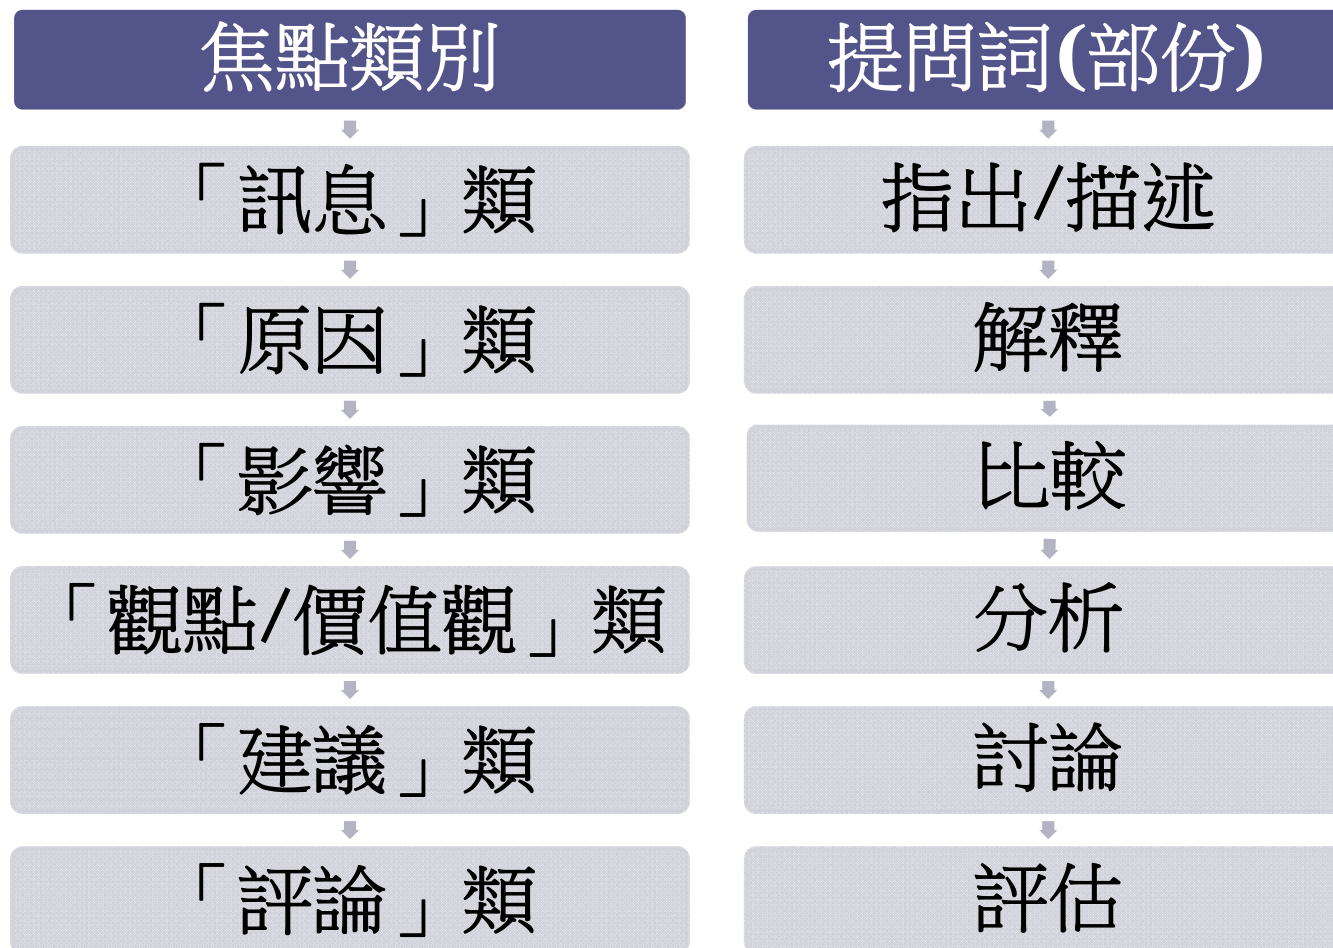 焦點類別
「訊息」類
「原因」類
「影響」類
「觀點/價值觀」類
「建議」類
「評論」類
提問詞(部份)
指出/描述
解釋
比較
分析
討論
評估